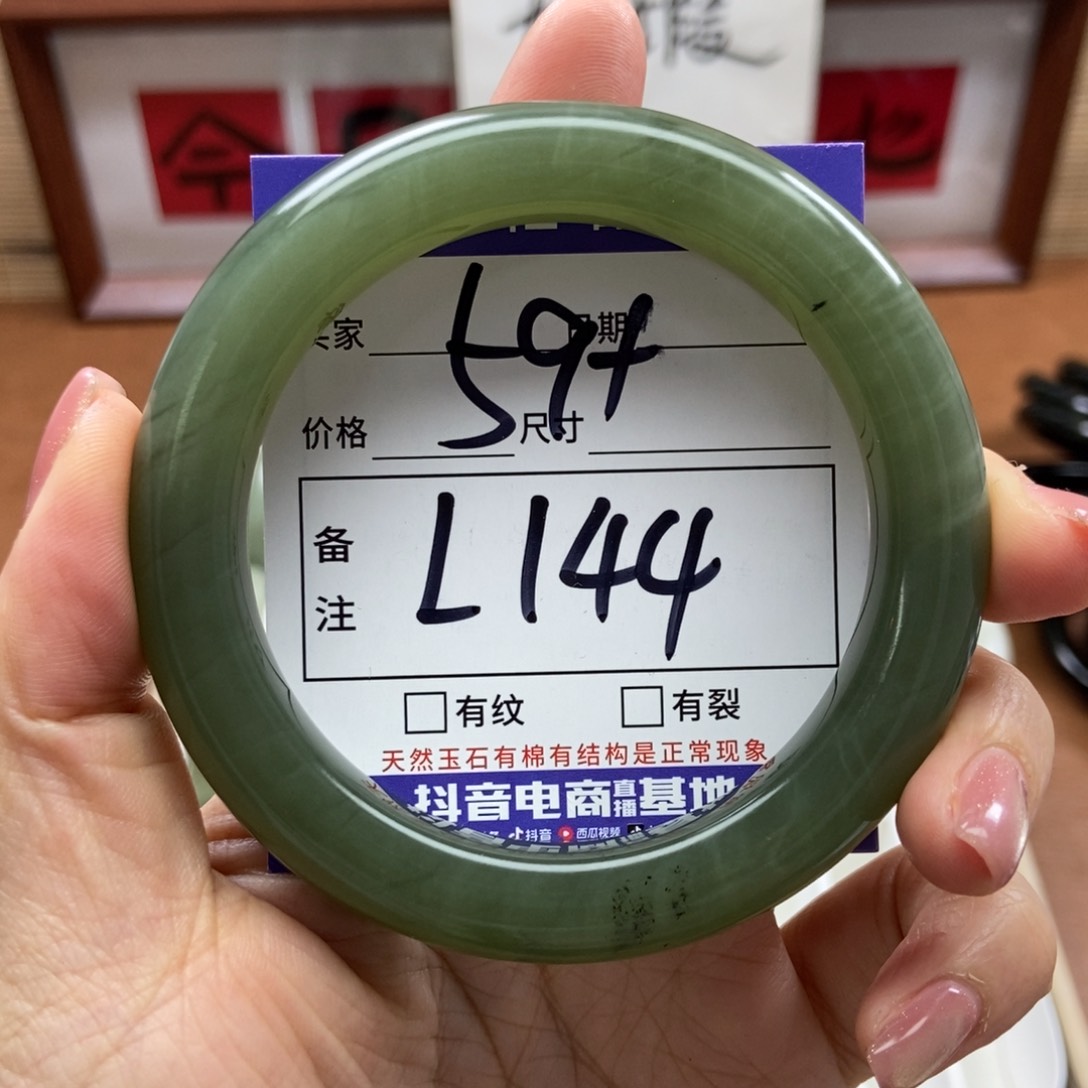 今日
家 日期
59+
价格 尺寸
备注
L144
有纹 有裂
天然玉石有棉有结构是正常现象
抖音电商直播基地
抖音 西瓜视频